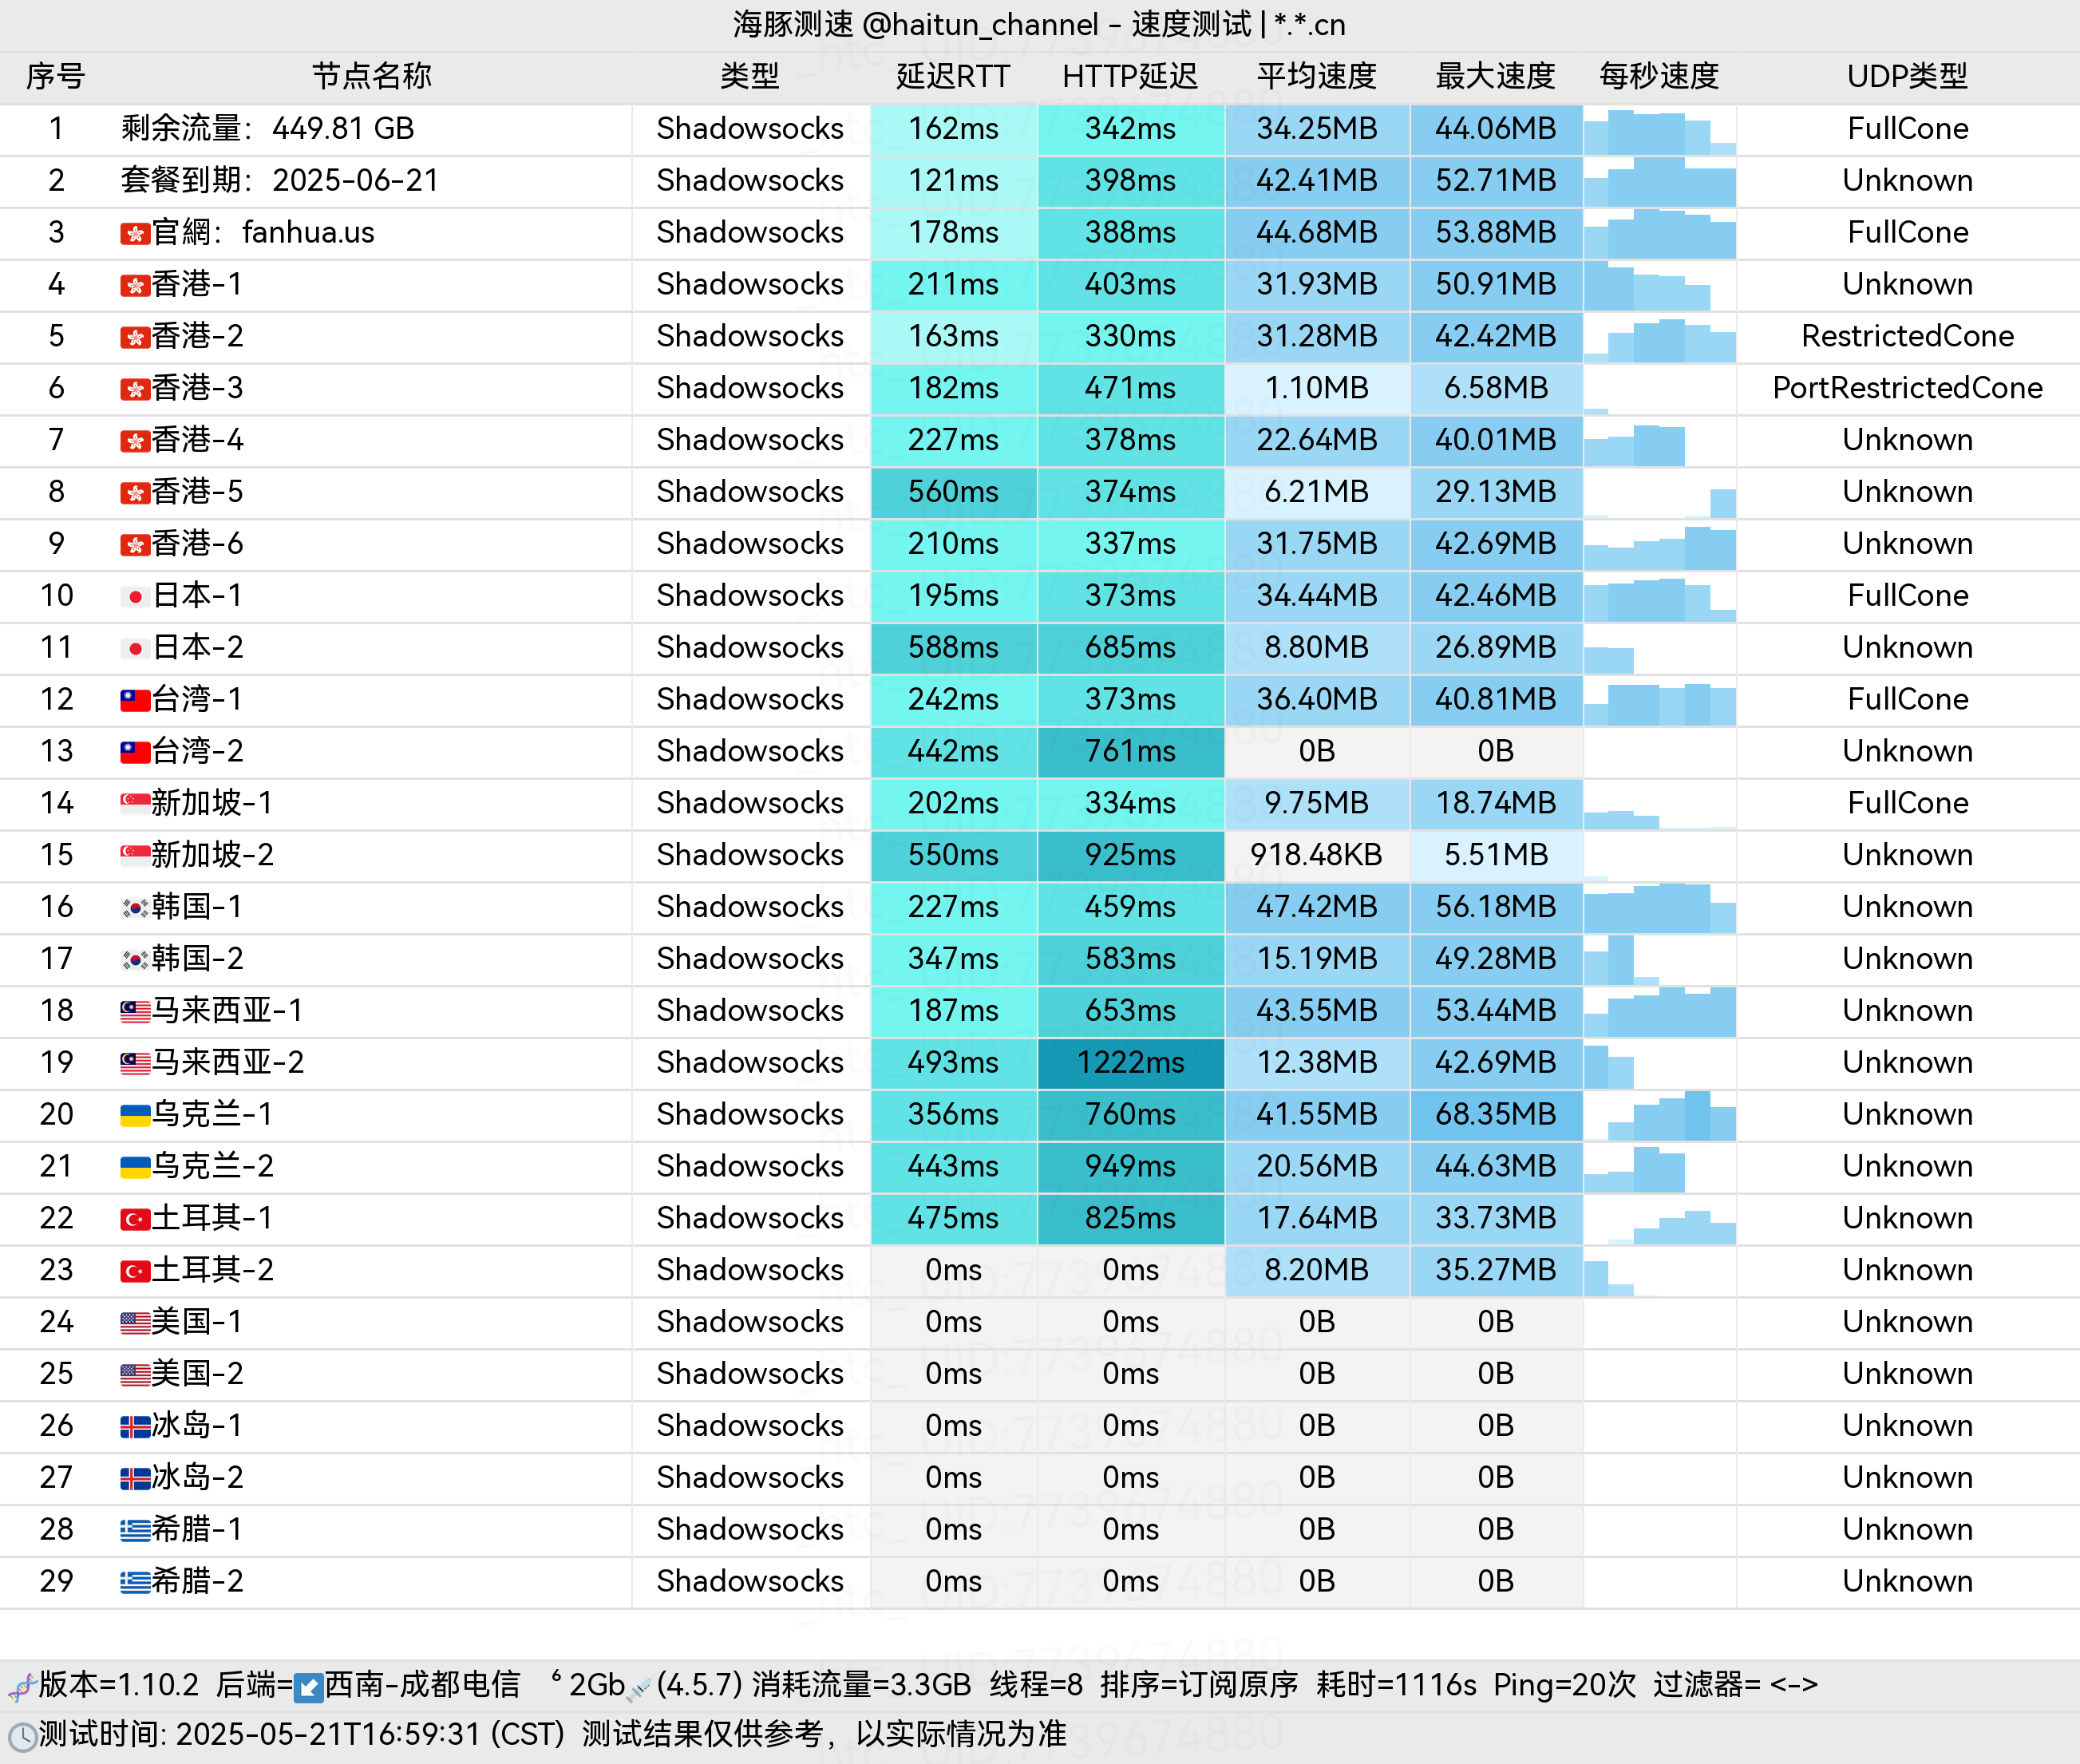 海豚测速 @haitun_channel - 速度测试 | *.*.cn
序号 节点名称 类型 延迟RTT HTTP延迟 平均速度 最大速度 每秒速度 UDP类型
1 剩余流量：449.81 GB Shadowsocks 162ms 342ms 34.25MB 44.06MB FullCone
2 套餐到期：2025-06-21 Shadowsocks 121ms 398ms 42.41MB 52.71MB Unknown
3 官網：fanhua.us Shadowsocks 178ms 388ms 44.68MB 53.88MB FullCone
4 香港-1 Shadowsocks 211ms 403ms 31.93MB 50.91MB Unknown
5 香港-2 Shadowsocks 163ms 330ms 31.28MB 42.42MB RestrictedCone
6 香港-3 Shadowsocks 182ms 471ms 1.10MB 6.58MB PortRestrictedCone
7 香港-4 Shadowsocks 227ms 378ms 22.64MB 40.01MB Unknown
8 香港-5 Shadowsocks 560ms 374ms 6.21MB 29.13MB Unknown
9 香港-6 Shadowsocks 210ms 337ms 31.75MB 42.69MB Unknown
10 日本-1 Shadowsocks 195ms 373ms 34.44MB 42.46MB FullCone
11 日本-2 Shadowsocks 588ms 685ms 8.80MB 26.89MB Unknown
12 台湾-1 Shadowsocks 242ms 373ms 36.40MB 40.81MB FullCone
13 台湾-2 Shadowsocks 442ms 761ms 0B 0B Unknown
14 新加坡-1 Shadowsocks 202ms 334ms 9.75MB 18.74MB FullCone
15 新加坡-2 Shadowsocks 550ms 925ms 918.48KB 5.51MB Unknown
16 韩国-1 Shadowsocks 227ms 459ms 47.42MB 56.18MB Unknown
17 韩国-2 Shadowsocks 347ms 583ms 15.19MB 49.28MB Unknown
18 马来西亚-1 Shadowsocks 187ms 653ms 43.55MB 53.44MB Unknown
19 马来西亚-2 Shadowsocks 493ms 1222ms 12.38MB 42.69MB Unknown
20 乌克兰-1 Shadowsocks 356ms 760ms 41.55MB 68.35MB Unknown
21 乌克兰-2 Shadowsocks 443ms 949ms 20.56MB 44.63MB Unknown
22 土耳其-1 Shadowsocks 475ms 825ms 17.64MB 33.73MB Unknown
23 土耳其-2 Shadowsocks 0ms 0ms 8.20MB 35.27MB Unknown
24 美国-1 Shadowsocks 0ms 0ms 0B 0B Unknown
25 美国-2 Shadowsocks 0ms 0ms 0B 0B Unknown
26 冰岛-1 Shadowsocks 0ms 0ms 0B 0B Unknown
27 冰岛-2 Shadowsocks 0ms 0ms 0B 0B Unknown
28 希腊-1 Shadowsocks 0ms 0ms 0B 0B Unknown
29 希腊-2 Shadowsocks 0ms 0ms 0B 0B Unknown
版本=1.10.2 后端=↙西南-成都电信 ⁶ 2Gb (4.5.7) 消耗流量=3.3GB 线程=8 排序=订阅原序 耗时=1116s Ping=20次 过滤器= <->
测试时间: 2025-05-21T16:59:31 (CST) 测试结果仅供参考，以实际情况为准